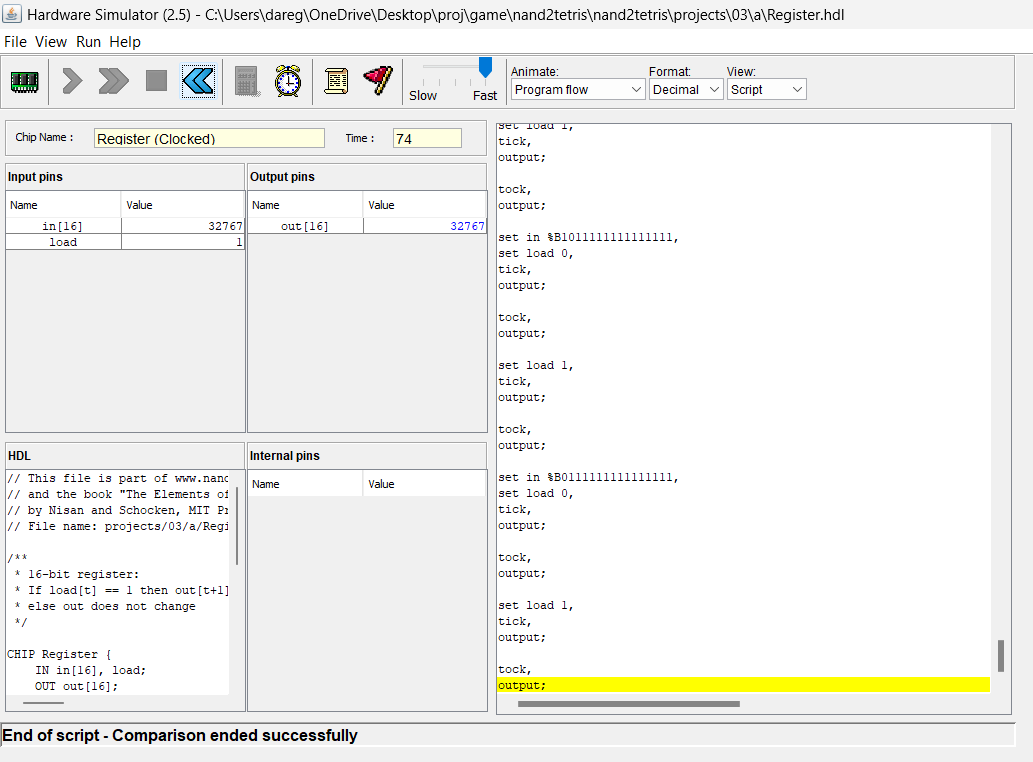 Hardware Simulator (2.5) - C:\Users\dareg\OneDrive\Desktop\proj\game\nand2tetris\nand2tetris\projects\03\a\Register.hdl
File View Run Help
Slow Fast
Animate: Format: View:
Program flow Decimal Script
Chip Name : Register (Clocked) Time : 74
Input pins
Name Value
in[16] 32767
load 1
Output pins
Name Value
out[16] 32767
HDL
// This file is part of www.nand
// and the book "The Elements of
// by Nisan and Schocken, MIT Pr
// File name: projects/03/a/Regi
/**
* 16-bit register:
* If load[t] == 1 then out[t+1]
* else out does not change
*/
CHIP Register {
IN in[16], load;
OUT out[16];
Internal pins
Name Value
set load 1,
tick,
output;
tock,
output;
set in %B1011111111111111,
set load 0,
tick,
output;
tock,
output;
set load 1,
tick,
output;
tock,
output;
set in %B0111111111111111,
set load 0,
tick,
output;
tock,
output;
set load 1,
tick,
output;
tock,
output;
End of script - Comparison ended successfully